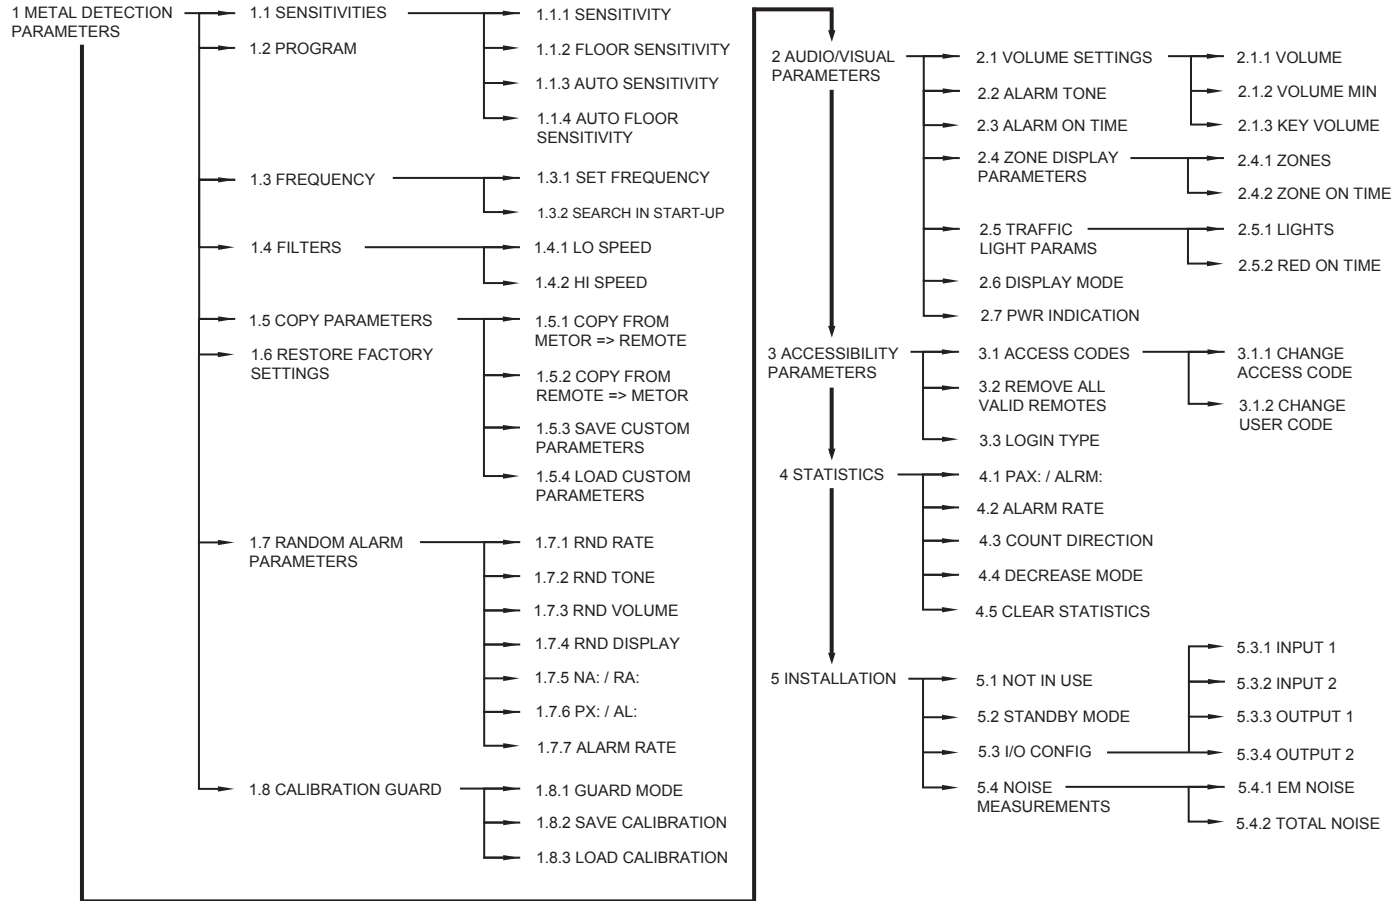 1 METAL DETECTION
PARAMETERS
1.1 SENSITIVITIES
1.1.1 SENSITIVITY
1.1.2 FLOOR SENSITIVITY
1.1.3 AUTO SENSITIVITY
1.1.4 AUTO FLOOR
SENSITIVITY
1.2 PROGRAM
1.3 FREQUENCY
1.3.1 SET FREQUENCY
1.3.2 SEARCH IN START-UP
1.4 FILTERS
1.4.1 LO SPEED
1.4.2 HI SPEED
1.5 COPY PARAMETERS
1.5.1 COPY FROM
METOR => REMOTE
1.5.2 COPY FROM
REMOTE => METOR
1.5.3 SAVE CUSTOM
PARAMETERS
1.5.4 LOAD CUSTOM
PARAMETERS
1.6 RESTORE FACTORY
SETTINGS
1.7 RANDOM ALARM
PARAMETERS
1.7.1 RND RATE
1.7.2 RND TONE
1.7.3 RND VOLUME
1.7.4 RND DISPLAY
1.7.5 NA: / RA:
1.7.6 PX: / AL:
1.7.7 ALARM RATE
1.8 CALIBRATION GUARD
1.8.1 GUARD MODE
1.8.2 SAVE CALIBRATION
1.8.3 LOAD CALIBRATION
2 AUDIO/VISUAL
PARAMETERS
2.1 VOLUME SETTINGS
2.1.1 VOLUME
2.1.2 VOLUME MIN
2.1.3 KEY VOLUME
2.2 ALARM TONE
2.3 ALARM ON TIME
2.4 ZONE DISPLAY
PARAMETERS
2.4.1 ZONES
2.4.2 ZONE ON TIME
2.5 TRAFFIC
LIGHT PARAMS
2.5.1 LIGHTS
2.5.2 RED ON TIME
2.6 DISPLAY MODE
2.7 PWR INDICATION
3 ACCESSIBILITY
PARAMETERS
3.1 ACCESS CODES
3.1.1 CHANGE
ACCESS CODE
3.1.2 CHANGE
USER CODE
3.2 REMOVE ALL
VALID REMOTES
3.3 LOGIN TYPE
4 STATISTICS
4.1 PAX: / ALRM:
4.2 ALARM RATE
4.3 COUNT DIRECTION
4.4 DECREASE MODE
4.5 CLEAR STATISTICS
5 INSTALLATION
5.1 NOT IN USE
5.2 STANDBY MODE
5.3 I/O CONFIG
5.3.1 INPUT 1
5.3.2 INPUT 2
5.3.3 OUTPUT 1
5.3.4 OUTPUT 2
5.4 NOISE
MEASUREMENTS
5.4.1 EM NOISE
5.4.2 TOTAL NOISE